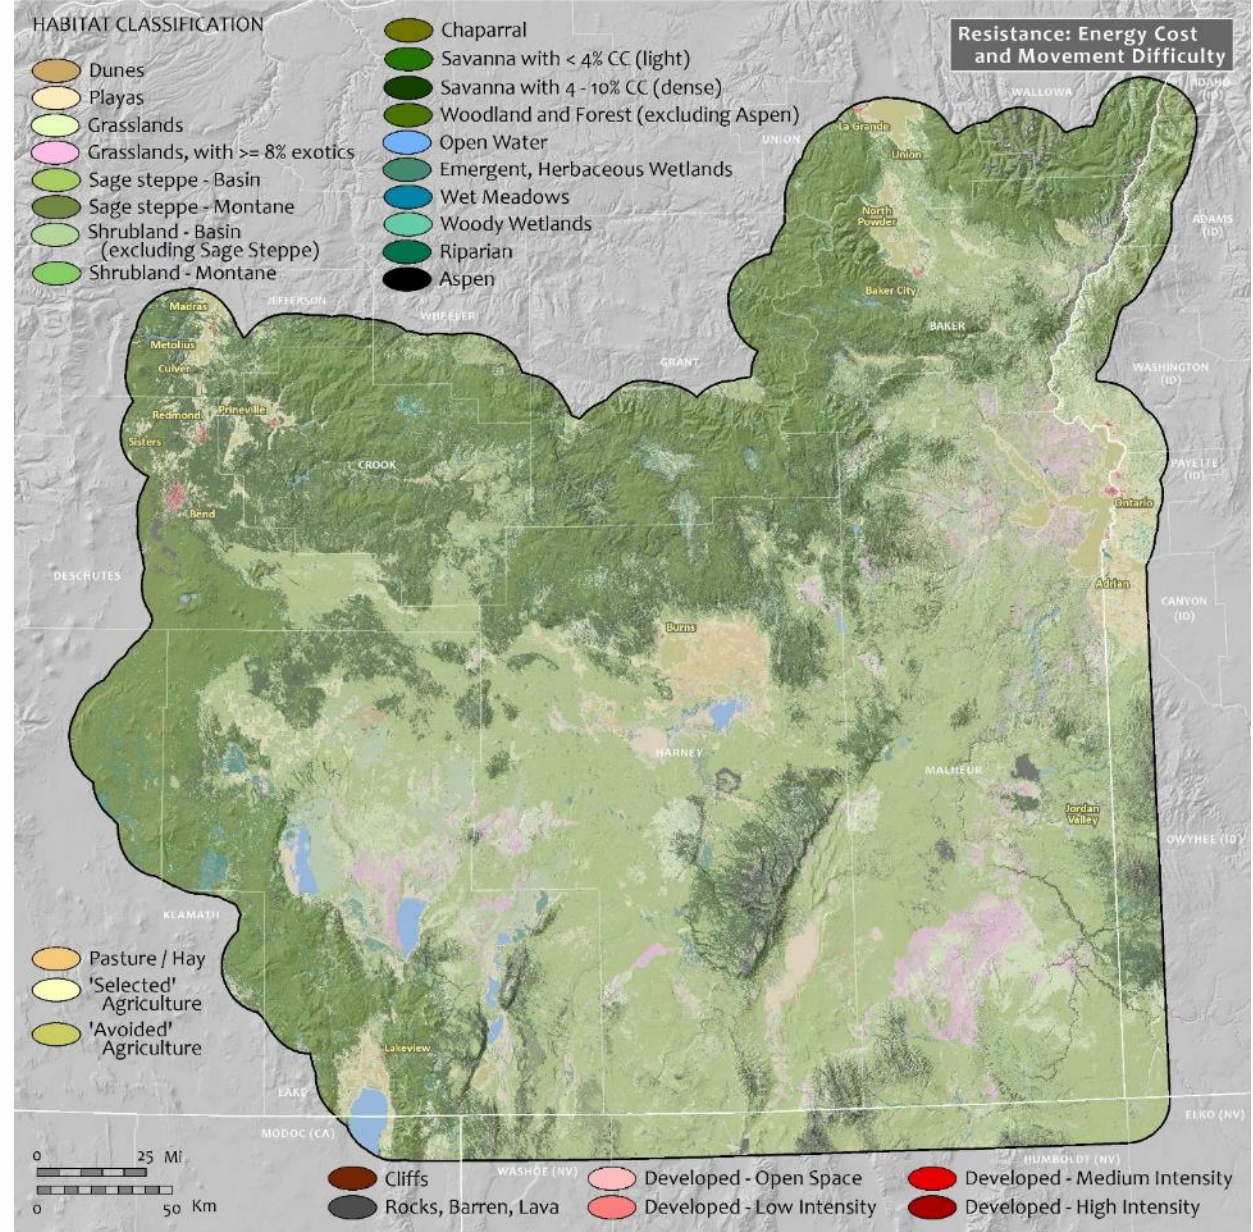 HABITAT CLASSIFICATION
Dunes
Playas
Grasslands
Grasslands, with >= 8% exotics
Sage steppe - Basin
Sage steppe - Montane
Shrubland - Basin
(excluding Sage Steppe)
Shrubland - Montane
Chaparral
Savanna with < 4% CC (light)
Savanna with 4 - 10% CC (dense)
Woodland and Forest (excluding Aspen)
Open Water
Emergent, Herbaceous Wetlands
Wet Meadows
Woody Wetlands
Riparian
Aspen
Resistance: Energy Cost
and Movement Difficulty
WALLOWA
IDAHO
(ID)
La Grande
UNION
Union
North
Powder
ADAMS
(ID)
Baker City
BAKER
Madras
JEFFERSON
WHEELER
GRANT
Metolius
Culver
WASHINGTON
(ID)
Redmond
Prineville
Sisters
CROOK
PAYETTE
(ID)
Bend
Ontario
DESCHUTES
Adrian
CANYON
(ID)
Burns
HARNEY
MALHEUR
Jordan
Valley
OWYHEE (ID)
KLAMATH
Pasture / Hay
'Selected'
Agriculture
'Avoided'
Agriculture
Lakeview
LAKE
MODOC (CA)
ELKO (NV)
WASHOE (NV)
HUMBOLDT (NV)
0 25 Mi
0 50 Km
Cliffs
Rocks, Barren, Lava
Developed - Open Space
Developed - Low Intensity
Developed - Medium Intensity
Developed - High Intensity